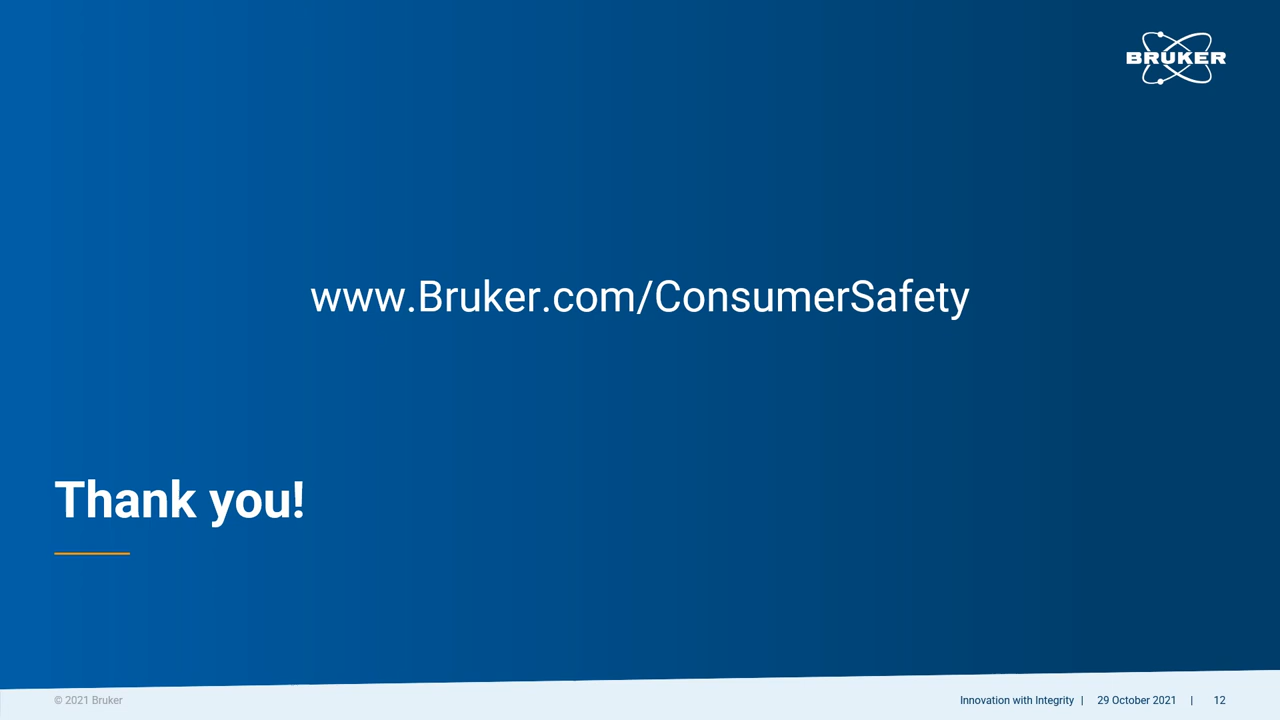 BRUKER
www.Bruker.com/ConsumerSafety
Thank you!
© 2021 Bruker
Innovation with Integrity | 29 October 2021 | 12